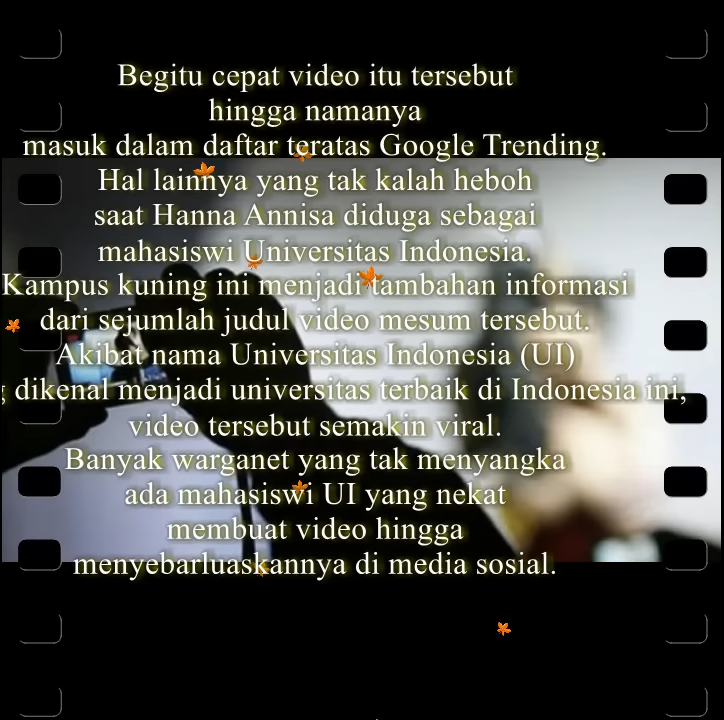 Begitu cepat video itu tersebut
hingga namanya
masuk dalam daftar teratas Google Trending.
Hal lainnya yang tak kalah heboh
saat Hanna Annisa diduga sebagai
mahasiswi Universitas Indonesia.
Kampus kuning ini menjadi tambahan informasi
dari sejumlah judul video mesum tersebut.
Akibat nama Universitas Indonesia (UI)
dikenal menjadi universitas terbaik di Indonesia ini,
video tersebut semakin viral.
Banyak warganet yang tak menyangka
ada mahasiswi UI yang nekat
membuat video hingga
menyebarluaskannya di media sosial.